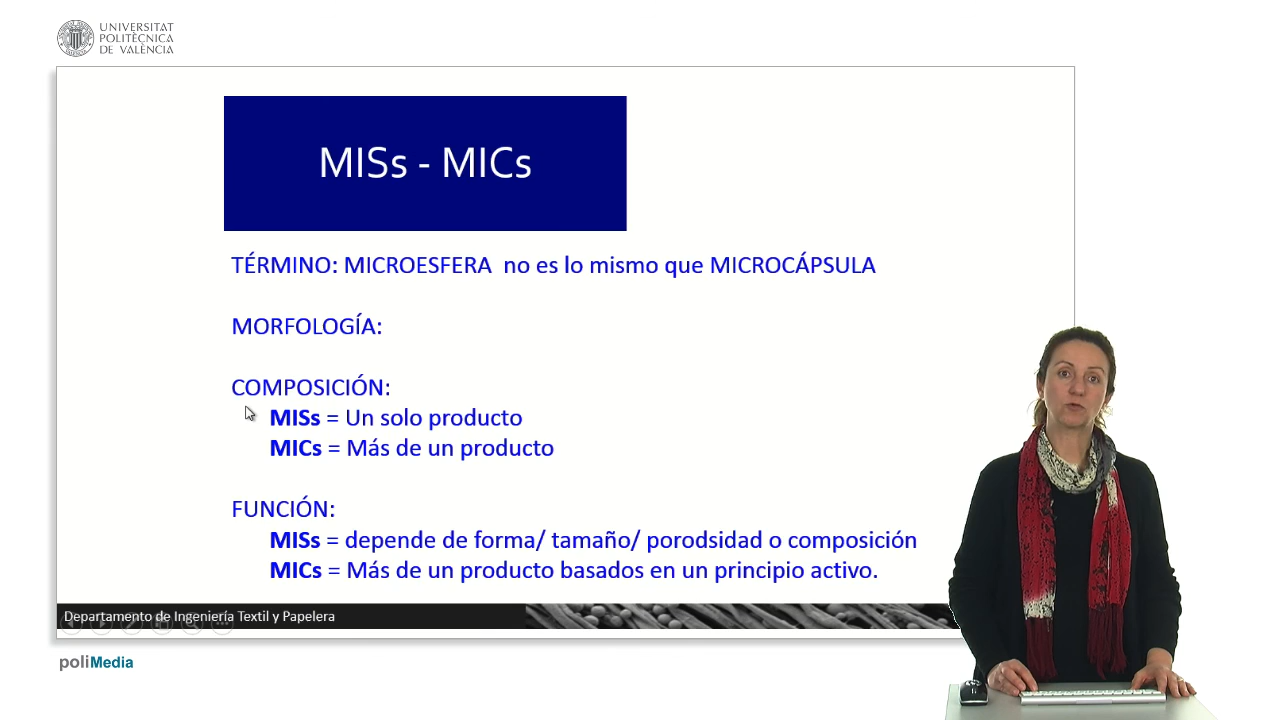 UNIVERSITAT
POLITÈCNICA
DE VALÈNCIA
MISs - MICs
TÉRMINO: MICROESFERA no es lo mismo que MICROCÁPSULA
MORFOLOGÍA:
COMPOSICIÓN:
MISs = Un solo producto
MICs = Más de un producto
FUNCIÓN:
MISs = depende de forma/ tamaño/ porodsidad o composición
MICs = Más de un producto basados en un principio activo.
Departamento de Ingeniería Textil y Papelera
poliMedia